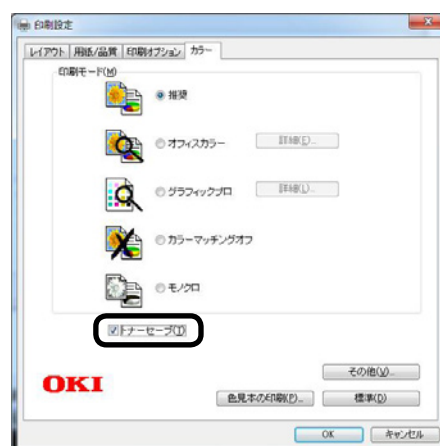 印刷設定
レイアウト 用紙/品質 印刷オプション カラー
印刷モード(M)
推奨
オフィスカラー 詳細(E)...
グラフィックプロ 詳細(L)...
カラーマッチングオフ
モノクロ
トナーセーブ(T)
OKI
その他(V)...
色見本の印刷(P)... 標準(D)
OK キャンセル